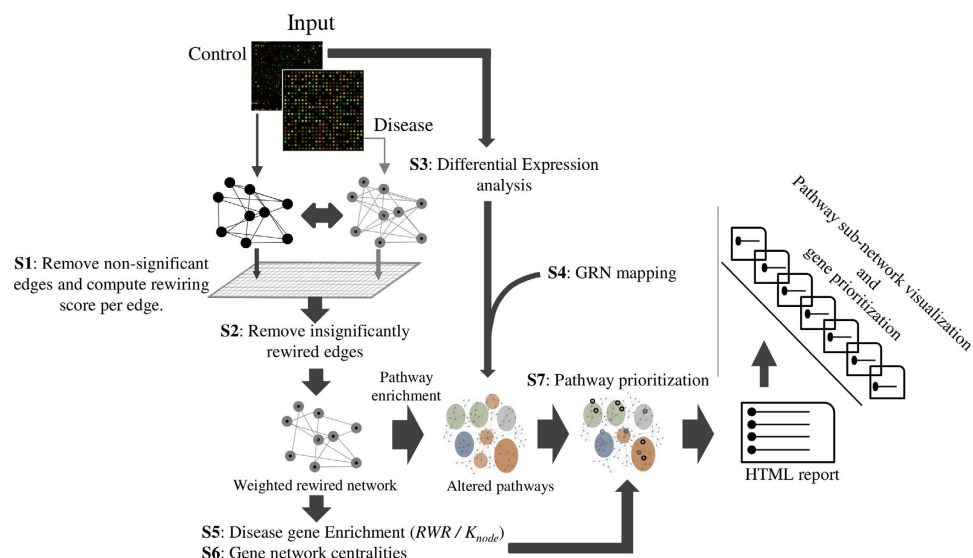 Input
Control
Disease
S3: Differential Expression
analysis
S1: Remove non-significant
edges and compute rewiring
score per edge.
S4: GRN mapping
S2: Remove insignificantly
rewired edges
Pathway
enrichment
S7: Pathway prioritization
Pathway sub-network visualization
and
gene prioritization
Weighted rewired network
Altered pathways
HTML report
S5: Disease gene Enrichment (RWR / Knode)
S6: Gene network centralities